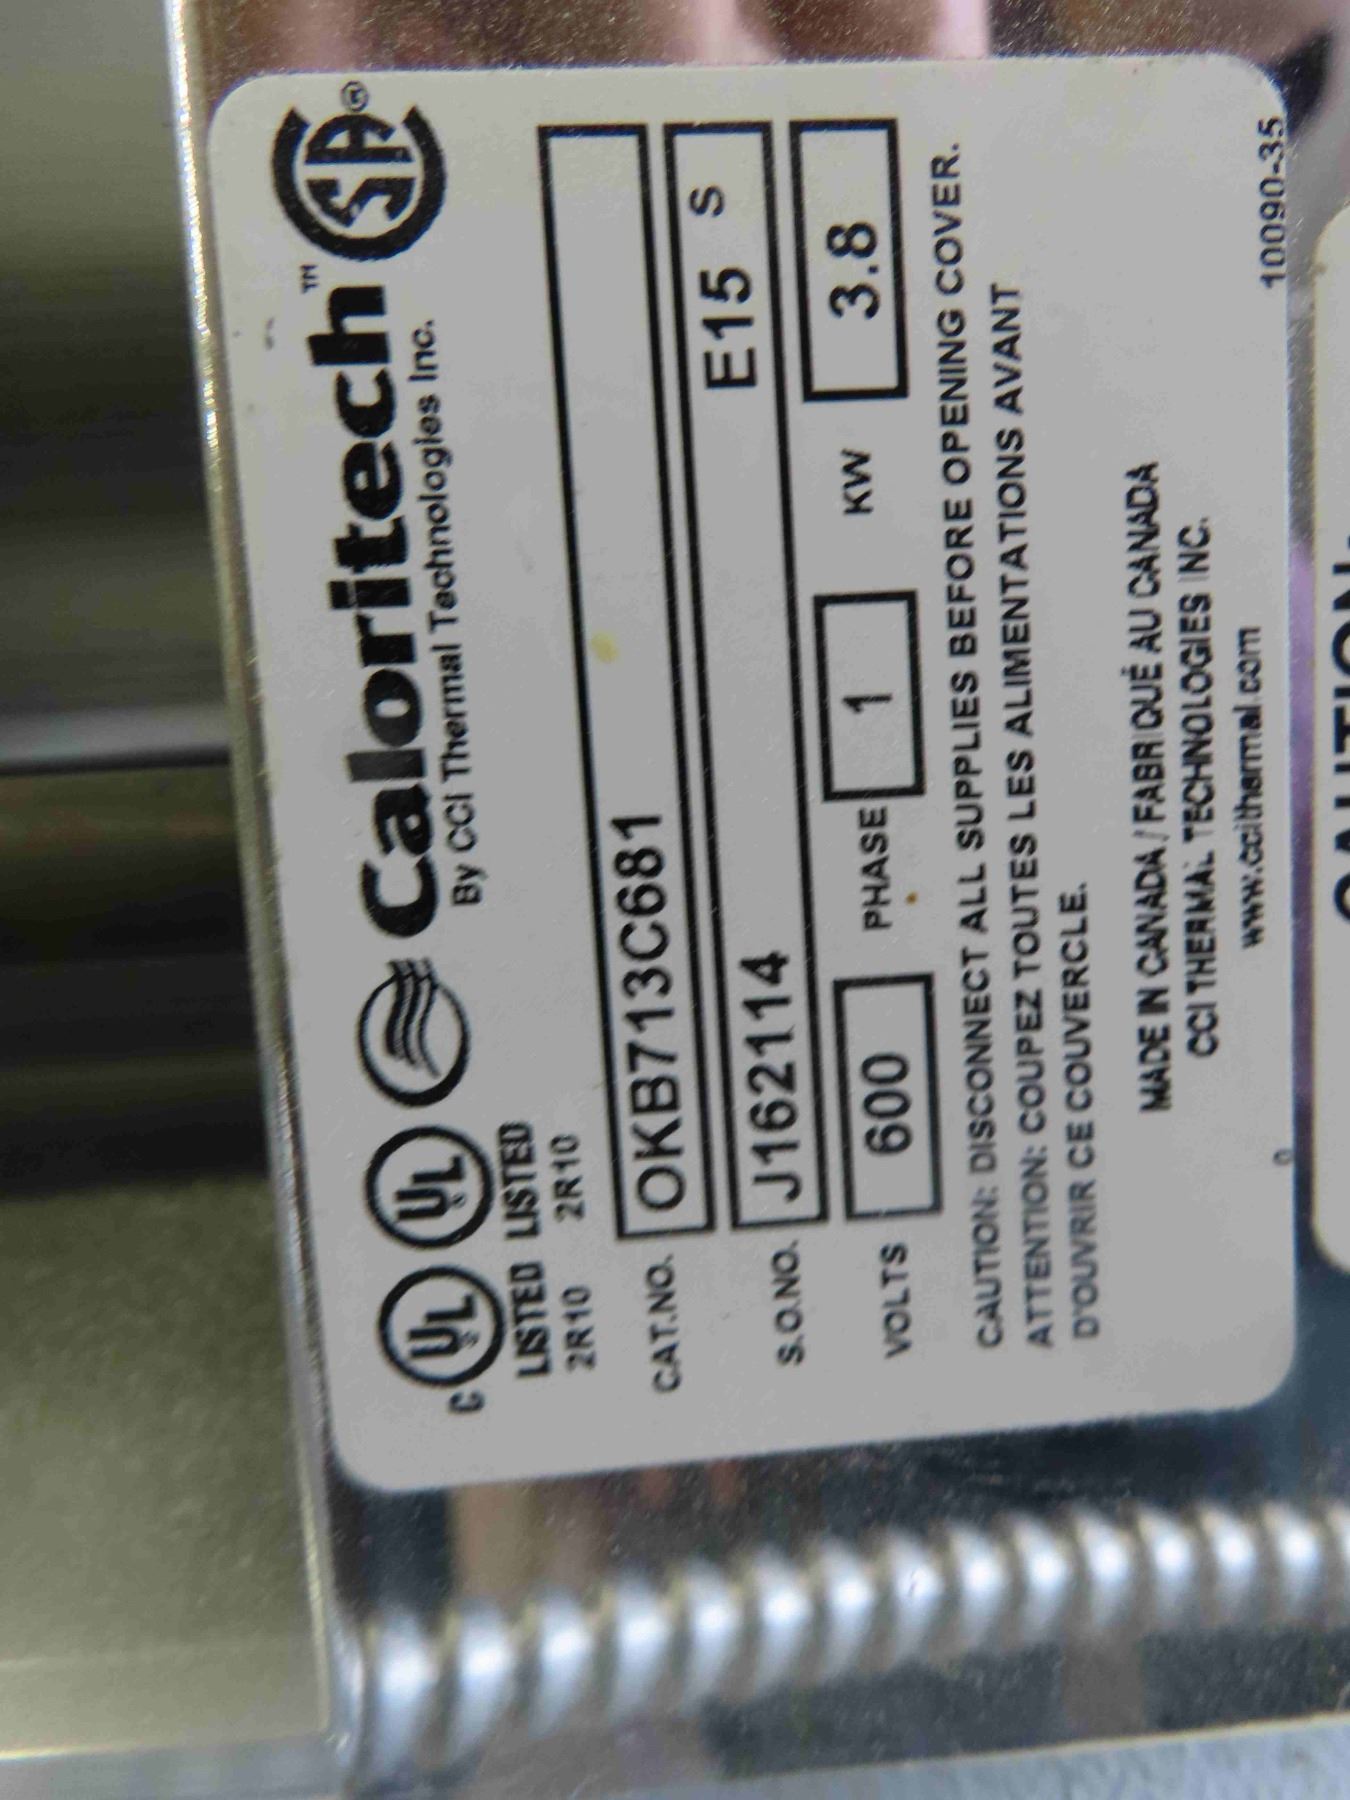 Caloritech™ SA®
By CCI Thermal Technologies Inc.
C UL UL
LISTED LISTED
2R10 2R10
CAT.NO. OKB713C681
S.O.NO. J162114 E15 S
VOLTS 600 PHASE 1 KW 3.8
CAUTION: DISCONNECT ALL SUPPLIES BEFORE OPENING COVER.
ATTENTION: COUPEZ TOUTES LES ALIMENTATIONS AVANT
D'OUVRIR CE COUVERCLE.
MADE IN CANADA / FABRIQUÉ AU CANADA
CCI THERMAL TECHNOLOGIES INC.
www.ccithermal.com
0 10090-35